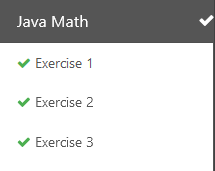 Java Math
Exercise 1
Exercise 2
Exercise 3